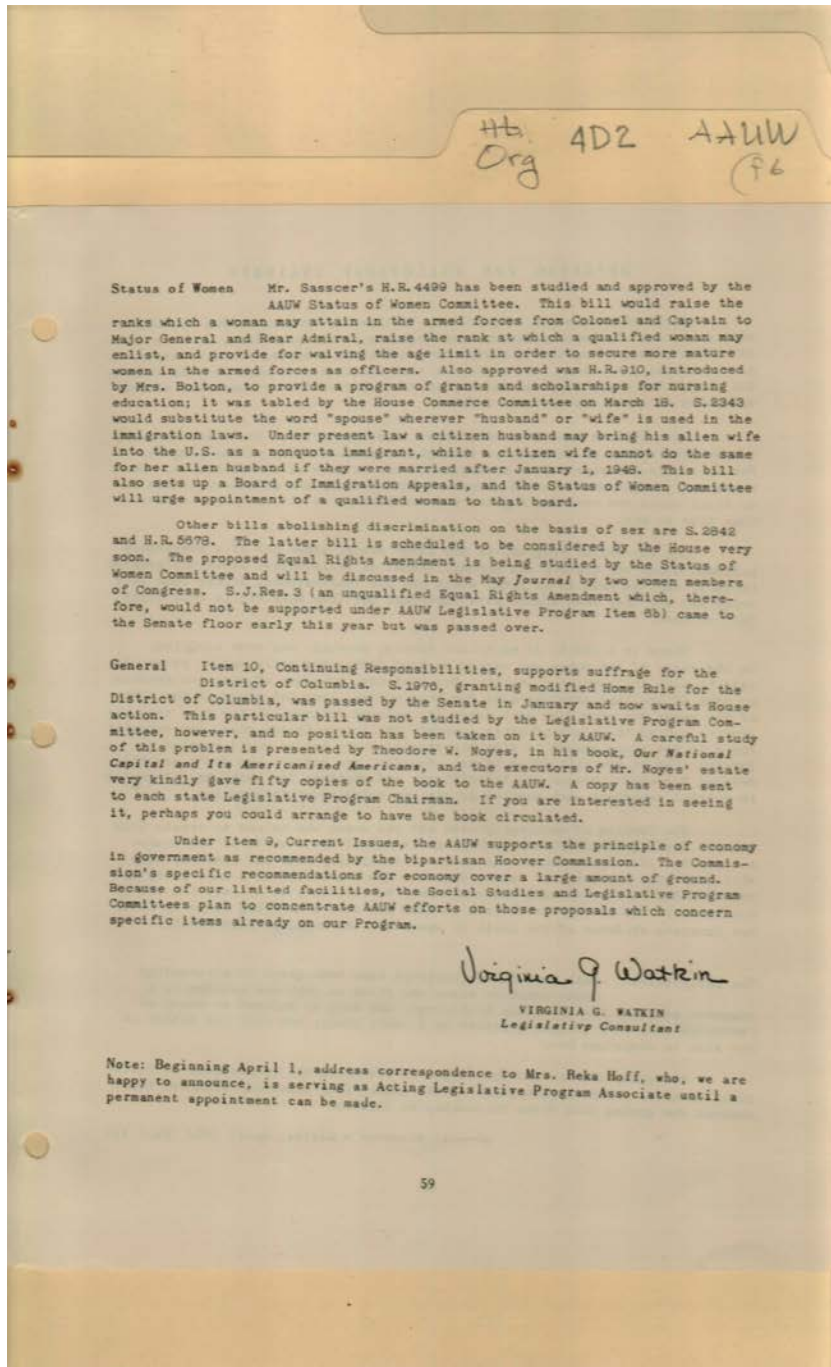 Hb.
Org 4D2 AAUW
Status of Women Mr. Sasscer's H.R.4499 has been studied and approved by the
AAUW Status of Women Committee. This bill would raise the
ranks which a woman may attain in the armed forces from Colonel and Captain to
Major General and Rear Admiral, raise the rank at which a qualified woman may
enlist, and provide for waiving the age limit in order to secure more mature
women in the armed forces as officers. Also approved was H.R.910, introduced
by Mrs. Bolton, to provide a program of grants and scholarships for nursing
education; it was tabled by the House Commerce Committee on March 16. S.2343
would substitute the word "spouse" wherever "husband" or "wife" is used in the
immigration laws. Under present law a citizen husband may bring his alien wife
into the U.S. as a nonquota immigrant, while a citizen wife cannot do the same
for her alien husband if they were married after January 1, 1948. This bill
also sets up a Board of Immigration Appeals, and the Status of Women Committee
will urge appointment of a qualified woman to that board.
Other bills abolishing discrimination on the basis of sex are S.2842
and H.R.5678. The latter bill is scheduled to be considered by the House very
soon. The proposed Equal Rights Amendment is being studied by the Status of
Women Committee and will be discussed in the May Journal by two women members
of Congress. S.J.Res.3 (an unqualified Equal Rights Amendment which, there-
fore, would not be supported under AAUW Legislative Program Item 6b) came to
the Senate floor early this year but was passed over.
General Item 10, Continuing Responsibilities, supports suffrage for the
District of Columbia. S.1976, granting modified Home Rule for the
District of Columbia, was passed by the Senate in January and now awaits House
action. This particular bill was not studied by the Legislative Program Com-
mittee, however, and no position has been taken on it by AAUW. A careful study
of this problem is presented by Theodore W. Noyes, in his book, Our National
Capital and Its Americanized Americans, and the executors of Mr. Noyes' estate
very kindly gave fifty copies of the book to the AAUW. A copy has been sent
to each state Legislative Program Chairman. If you are interested in seeing
it, perhaps you could arrange to have the book circulated.
Under Item 9, Current Issues, the AAUW supports the principle of economy
in government as recommended by the bipartisan Hoover Commission. The Commis-
sion's specific recommendations for economy cover a large amount of ground.
Because of our limited facilities, the Social Studies and Legislative Program
Committees plan to concentrate AAUW efforts on those proposals which concern
specific items already on our Program.
Virginia G. Watkin
VIRGINIA G. WATKIN
Legislative Consultant
Note: Beginning April 1, address correspondence to Mrs. Reka Hoff, who, we are
happy to announce, is serving as Acting Legislative Program Associate until a
permanent appointment can be made.
59